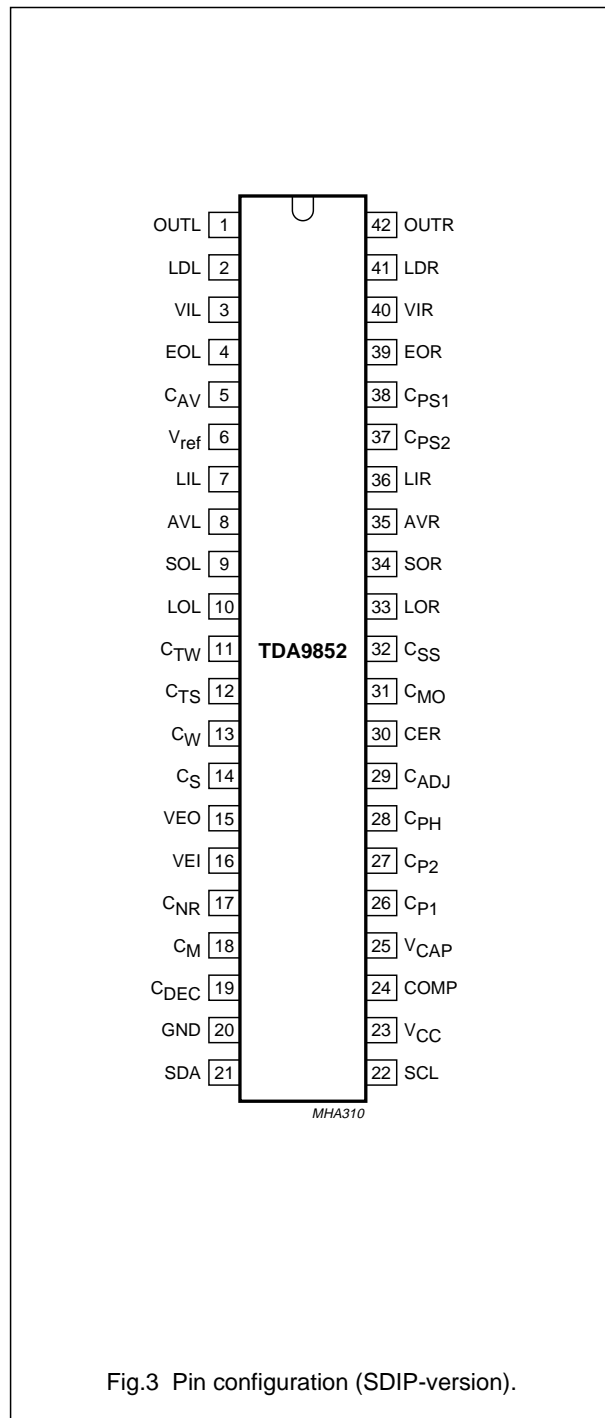 OUTL 1 42 OUTR
LDL 2 41 LDR
VIL 3 40 VIR
EOL 4 39 EOR
CAV 5 38 CPS1
Vref 6 37 CPS2
LIL 7 36 LIR
AVL 8 35 AVR
SOL 9 34 SOR
LOL 10 33 LOR
CTW 11 TDA9852 32 CSS
CTS 12 31 CMO
CW 13 30 CER
CS 14 29 CADJ
VEO 15 28 CPH
VEI 16 27 CP2
CNR 17 26 CP1
CM 18 25 VCAP
CDEC 19 24 COMP
GND 20 23 VCC
SDA 21 22 SCL
MHA310
Fig.3 Pin configuration (SDIP-version).